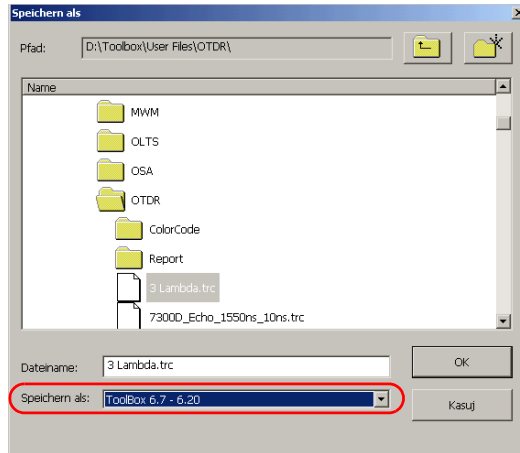 Speichern als
Pfad: D:\Toolbox\User Files\OTDR\
Name
MWM
OLTS
OSA
OTDR
ColorCode
Report
3 Lambda.trc
7300D_Echo_1550ns_10ns.trc
Dateiname: 3 Lambda.trc
OK
Speichern als: ToolBox 6.7 - 6.20
Kasuj